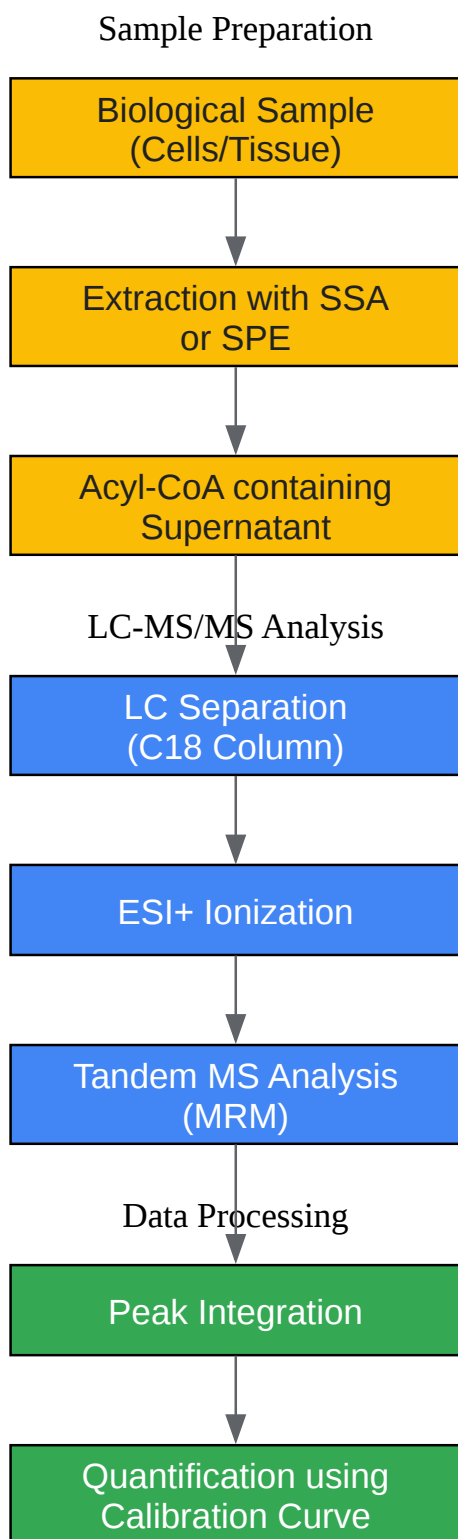 Sample Preparation
Biological Sample
(Cells/Tissue)
Extraction with SSA
or SPE
Acyl-CoA containing
Supernatant
LC-MS/MS Analysis
LC Separation
(C18 Column)
ESI+ Ionization
Tandem MS Analysis
(MRM)
Data Processing
Peak Integration
Quantification using
Calibration Curve